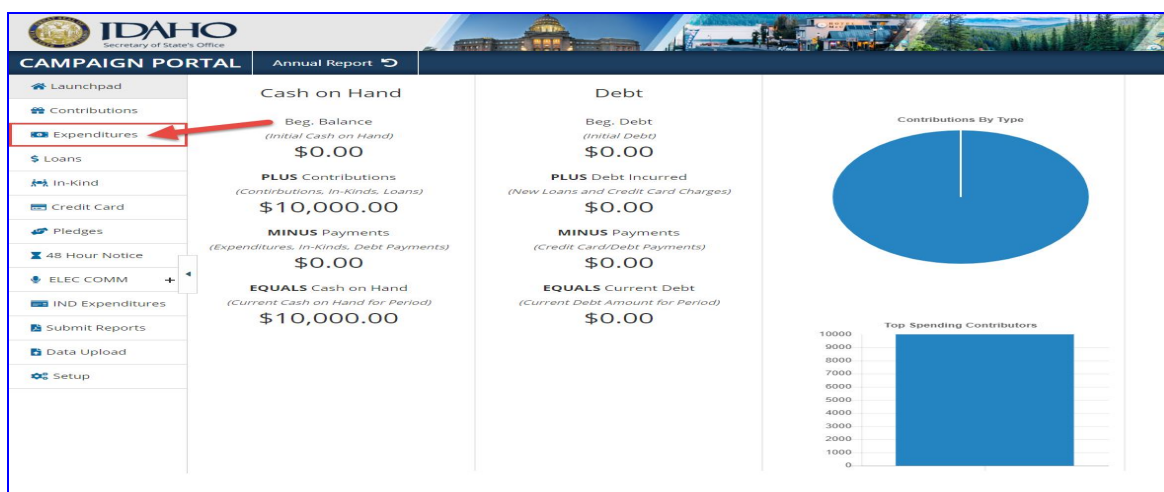 IDAHO
Secretary of State's Office
CAMPAIGN PORTAL
Annual Report
Launchpad
Contributions
Expenditures
Loans
In-Kind
Credit Card
Pledges
48 Hour Notice
ELEC COMM +
IND Expenditures
Submit Reports
Data Upload
Setup
Cash on Hand
Beg. Balance
(Initial Cash on Hand)
$0.00
PLUS Contributions
(Contirbutions, In-Kinds, Loans)
$10,000.00
MINUS Payments
(Expenditures, In-Kinds, Debt Payments)
$0.00
EQUALS Cash on Hand
(Current Cash on Hand for Period)
$10,000.00
Debt
Beg. Debt
(Initial Debt)
$0.00
PLUS Debt Incurred
(New Loans and Credit Card Charges)
$0.00
MINUS Payments
(Credit Card/Debt Payments)
$0.00
EQUALS Current Debt
(Current Debt Amount for Period)
$0.00
Contributions By Type
Top Spending Contributors
10000
9000
8000
7000
6000
5000
4000
3000
2000
1000
0